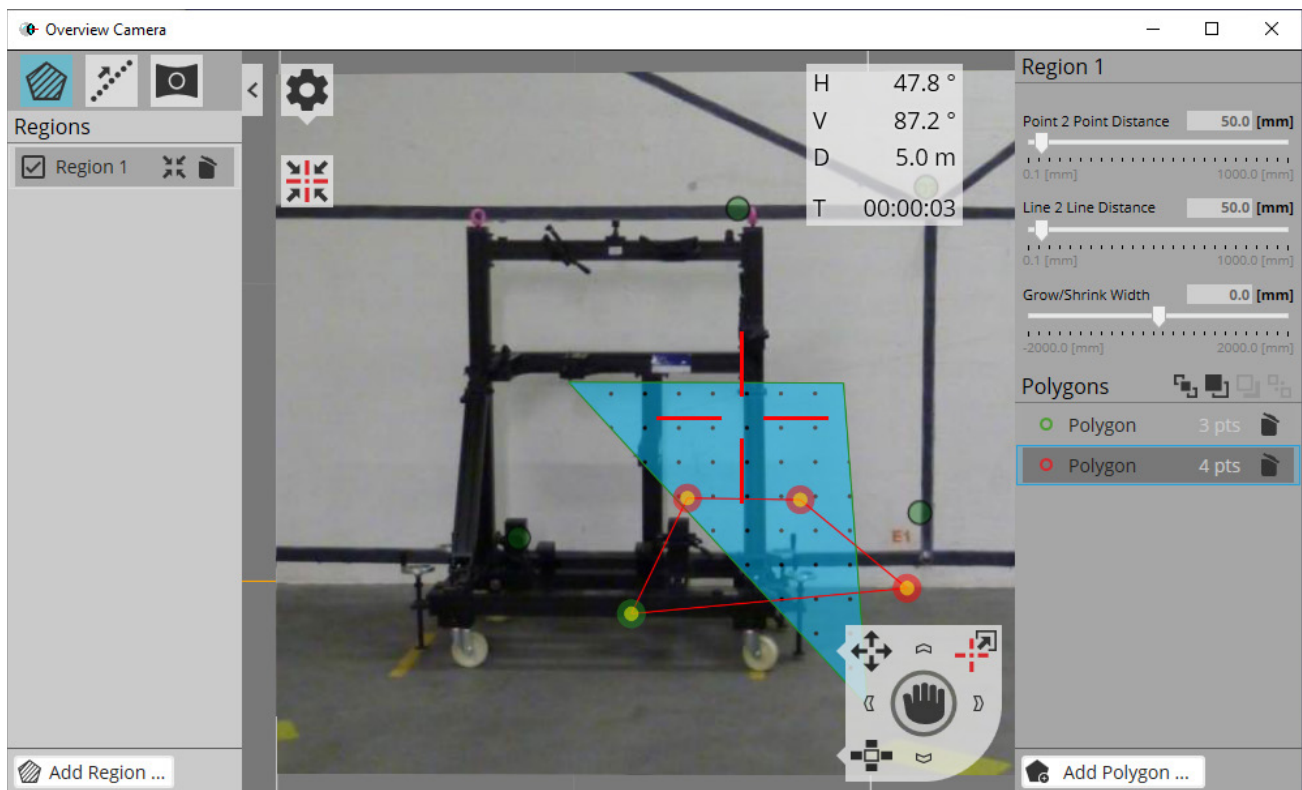 Overview Camera
Regions
Region 1
Add Region ...
H 47.8 °
V 87.2 °
D 5.0 m
T 00:00:03
E1
Region 1
Point 2 Point Distance 50.0 [mm]
0.1 [mm] 1000.0 [mm]
Line 2 Line Distance 50.0 [mm]
0.1 [mm] 1000.0 [mm]
Grow/Shrink Width 0.0 [mm]
-2000.0 [mm] 2000.0 [mm]
Polygons
Polygon 3 pts
Polygon 4 pts
Add Polygon ...